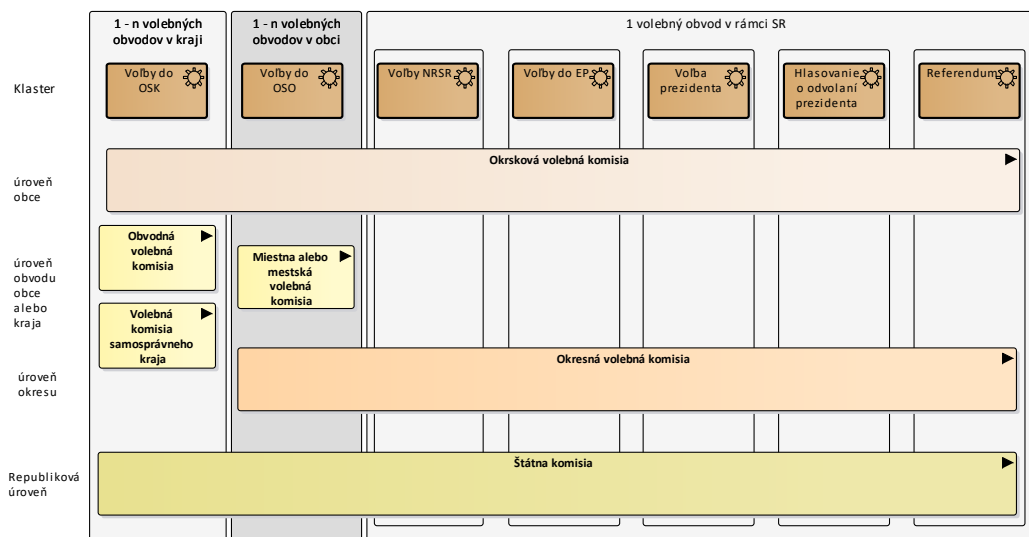 1 - n volebných
obvodov v kraji
1 - n volebných
obvodov v obci
1 volebný obvod v rámci SR
Klaster
Voľby do
OSK
Voľby do
OSO
Voľby NRSR
Voľby do EP
Voľba
prezidenta
Hlasovanie
o odvolaní
prezidenta
Referendum
úroveň
obce
Okrsková volebná komisia
úroveň
obvodu
obce
alebo
kraja
Obvodná
volebná
komisia
Miestna alebo
mestská
volebná
komisia
Volebná
komisia
samosprávneho
kraja
úroveň
okresu
Okresná volebná komisia
Republiková
úroveň
Štátna komisia